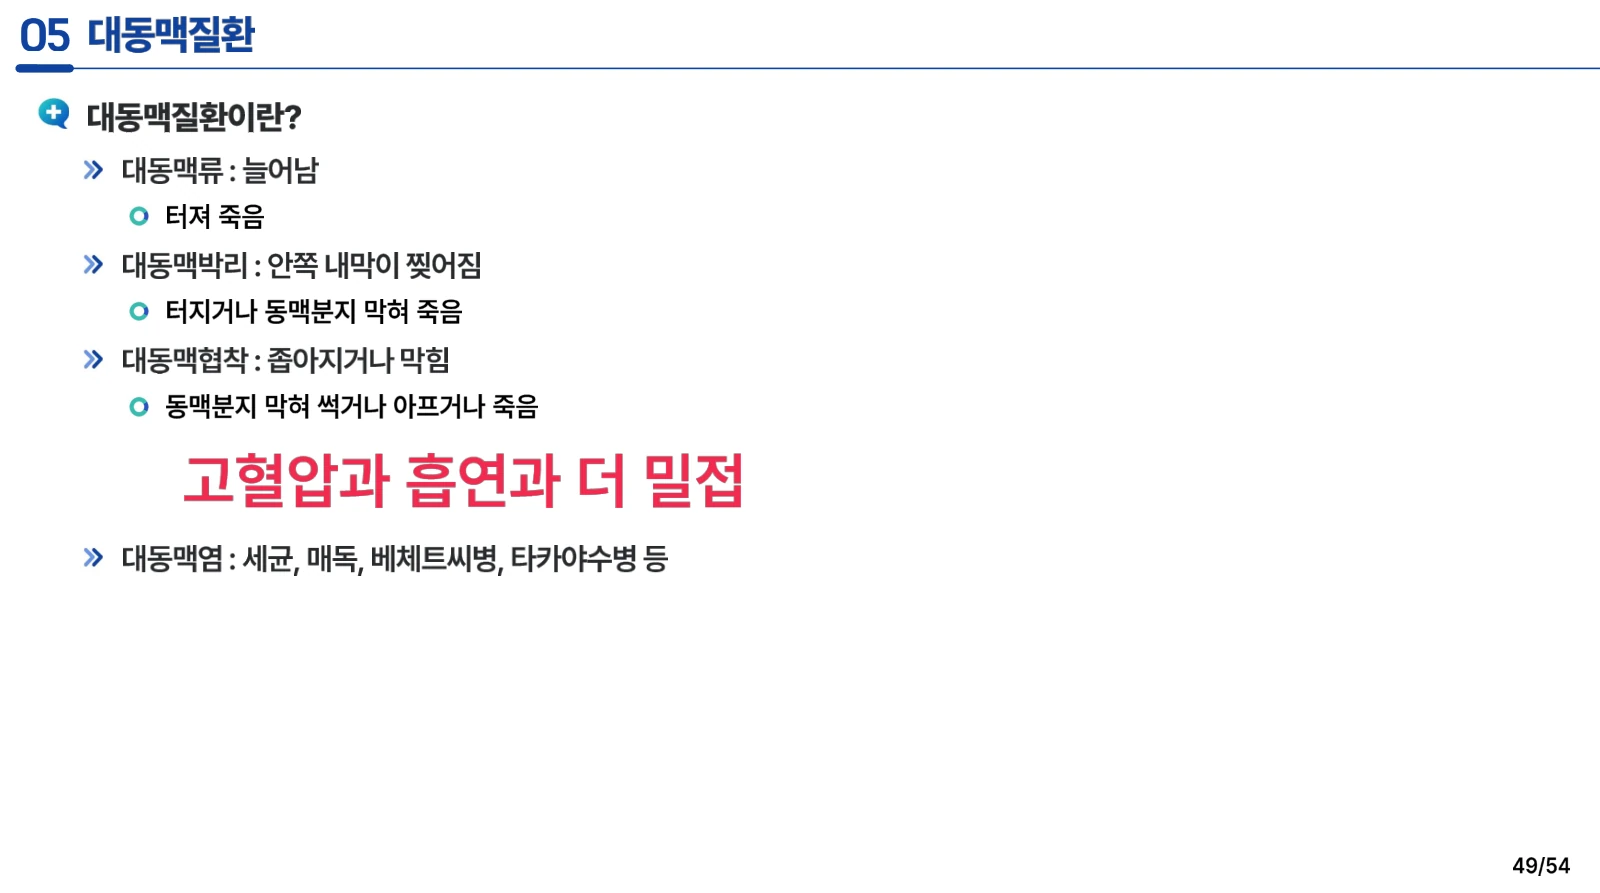 05 대동맥질환
대동맥질환이란?
대동맥류 : 늘어남
터져 죽음
대동맥박리 : 안쪽 내막이 찢어짐
터지거나 동맥분지 막혀 죽음
대동맥협착 : 좁아지거나 막힘
동맥분지 막혀 썩거나 아프거나 죽음
고혈압과 흡연과 더 밀접
대동맥염 : 세균, 매독, 베체트씨병, 타카야수병 등
49/54